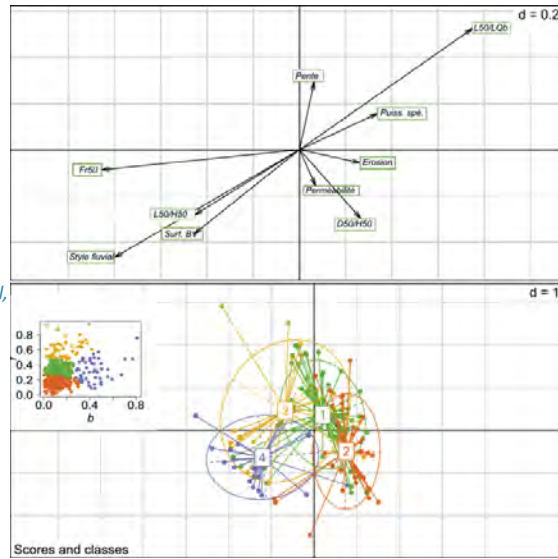 d = 0.2
L50/LQb
Pente
Puiss. spé.
Erosion
Fr50
Perméabilité
L50/H50
D50/H50
Surf. BV
Style fluvial
d = 1
0.8
0.6
0.4
0.2
0.0
0.0 0.4 0.8
b
3
1
2
4
Scores and classes